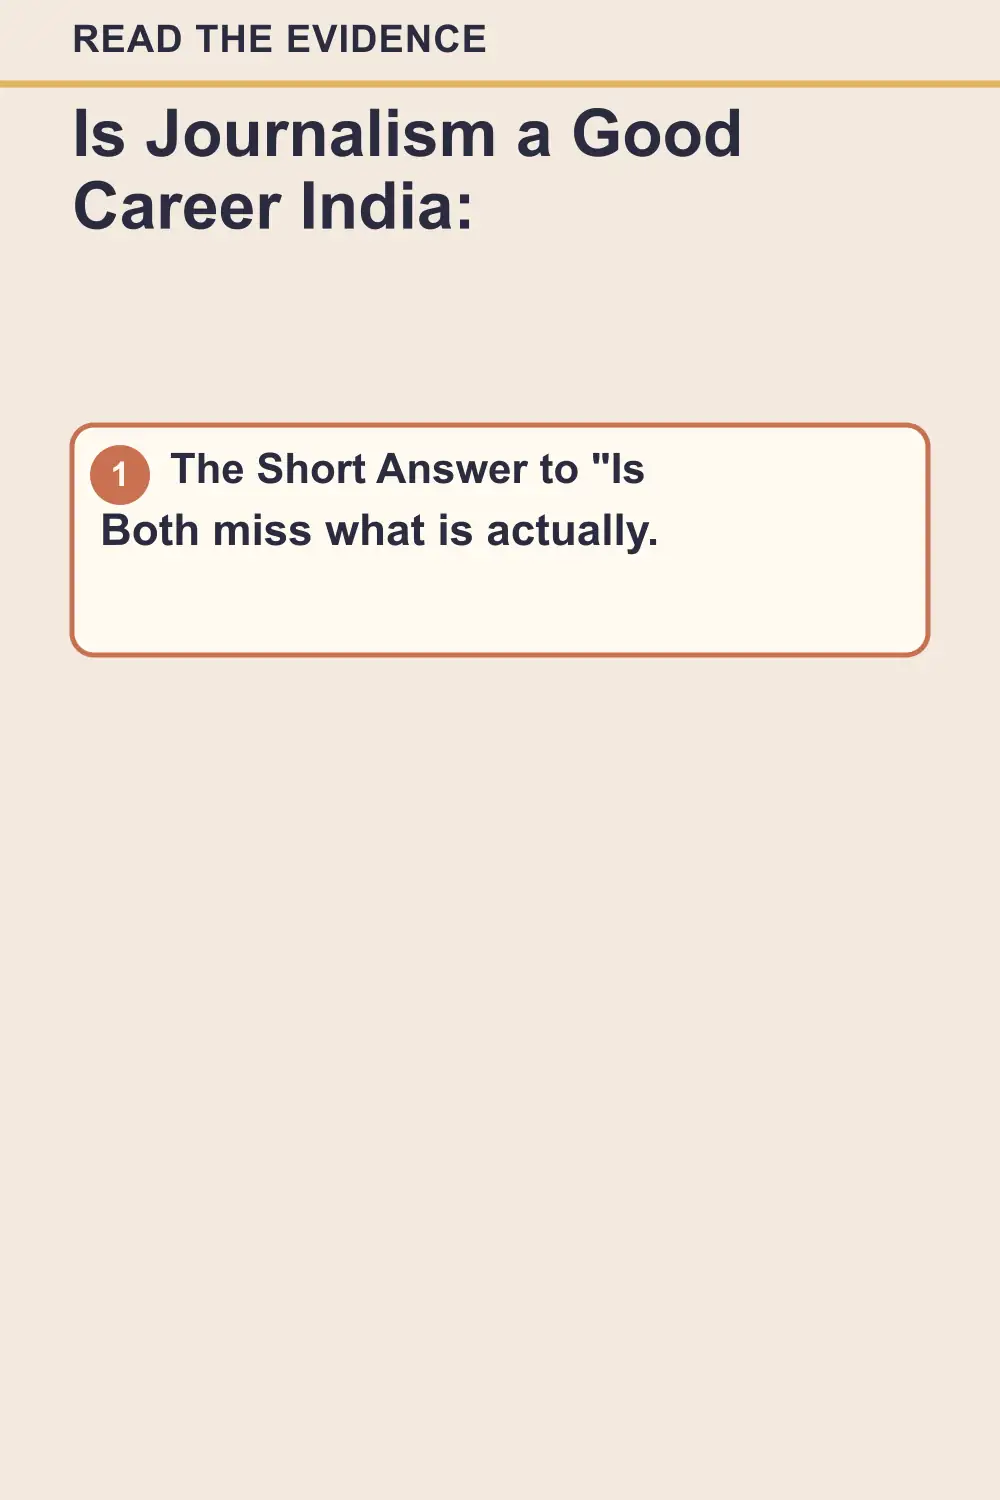 READ THE EVIDENCE
Is Journalism a Good
Career India:
1 The Short Answer to "Is
Both miss what is actually.